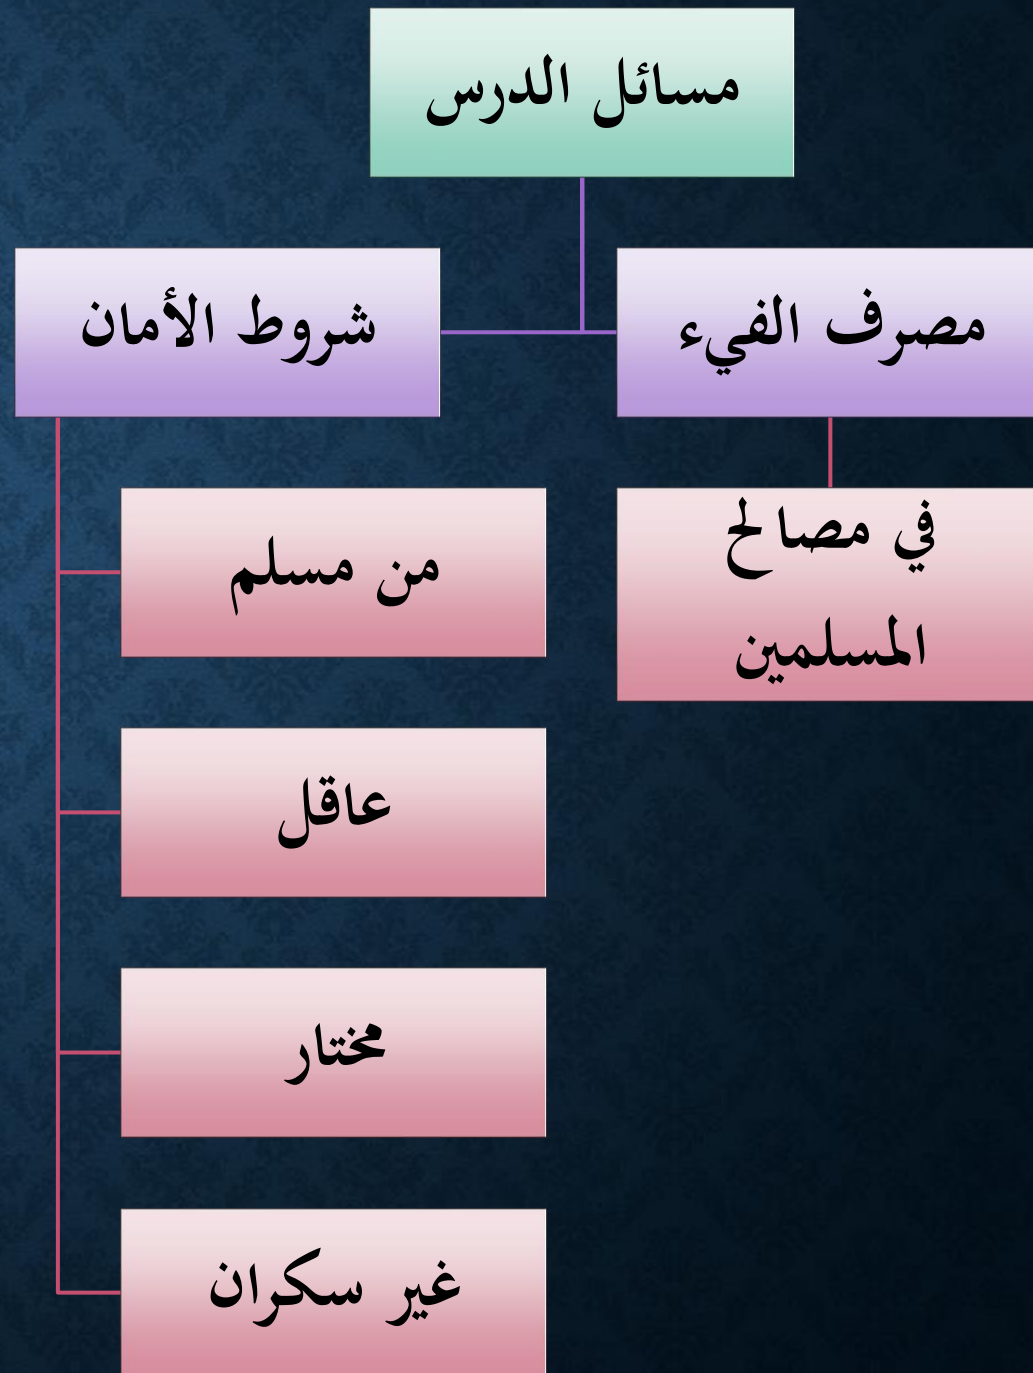 مسائل الدرس
مصرف الفيء
في مصالح
المسلمين
شروط الأمان
من مسلم
عاقل
مختار
غير سكران